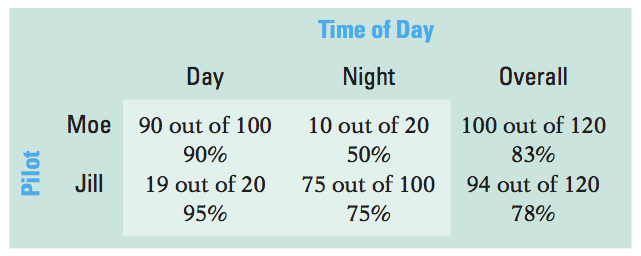 Time of Day
Day Night Overall
Pilot
Moe 90 out of 100 10 out of 20 100 out of 120
90% 50% 83%
Jill 19 out of 20 75 out of 100 94 out of 120
95% 75% 78%